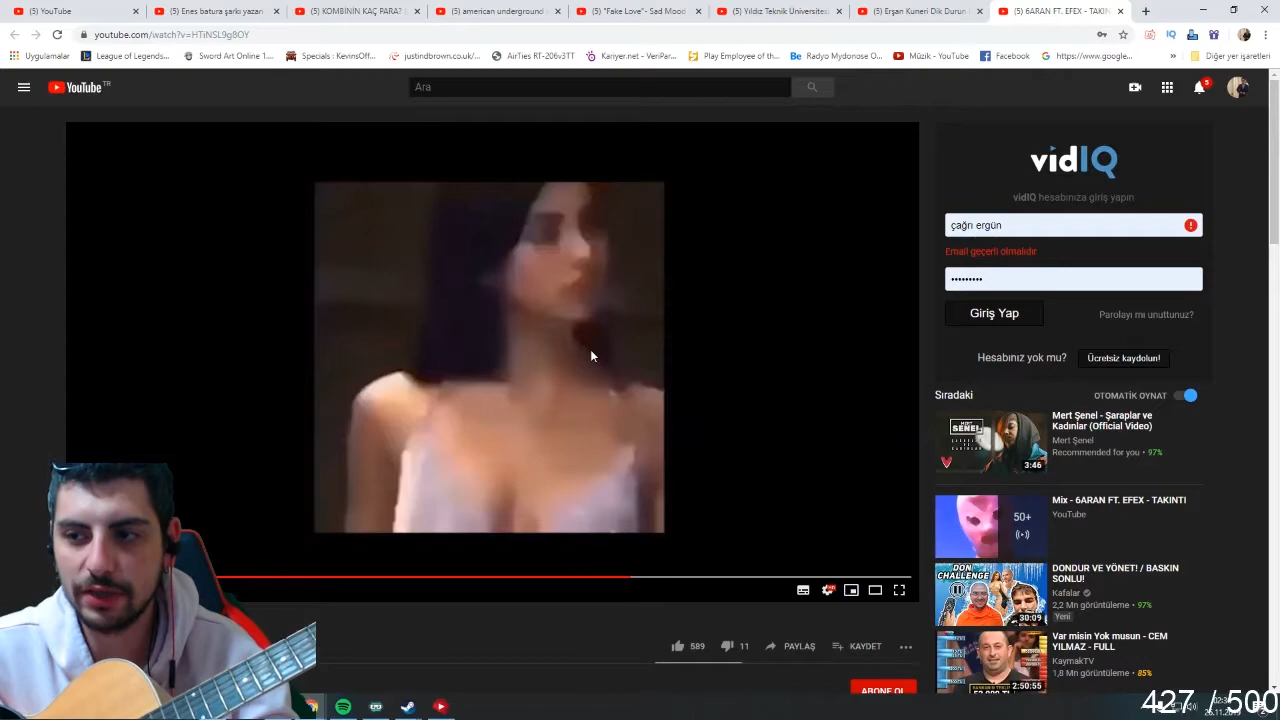 (5) YouTube
(5) Enes batura şarkı yazarı
(5) KOMBİNİN KAÇ PARA?
(5) american underground
(5) "Fake Love" - Sad Mood
(5) Yıldız Teknik Üniversitesi
(5) Erşan Kuneri Dik Durun
(5) 6ARAN FT. EFEX - TAKIN
youtube.com/watch?v=HTiNSL9g8OY
Uygulamalar
League of Legends...
Sword Art Online 1...
Specials : KevinsOff...
justindbrown.co.uk/...
AirTies RT-206v3TT
Kariyer.net - VeriPar...
Play Employee of th...
Radyo Mydonose O...
Müzik - YouTube
Facebook
https://www.google...
Diğer yer işaretleri
YouTube TR
Ara
5
vidIQ
vidIQ hesabınıza giriş yapın
çağrı ergün
Email geçerli olmalıdır
Giriş Yap
Parolayı mı unuttunuz?
Hesabınız yok mu?
Ücretsiz kaydolun!
Sıradaki
OTOMATİK OYNAT
MERT ŞENEL
3:46
Mert Şenel - Şaraplar ve
Kadınlar (Official Video)
Mert Şenel
Recommended for you • 97%
50+
Mix - 6ARAN FT. EFEX - TAKINTI
YouTube
DON
CHALLENGE
30:09
DONDUR VE YÖNET! / BASKIN
SONLU!
Kafalar
2,2 Mn görüntüleme • 97%
Yeni
2:50:55
Var misin Yok musun - CEM
YILMAZ - FULL
KaymakTV
1,8 Mn görüntüleme • 85%
589
11
PAYLAŞ
KAYDET
ABONE OL
427 / 500